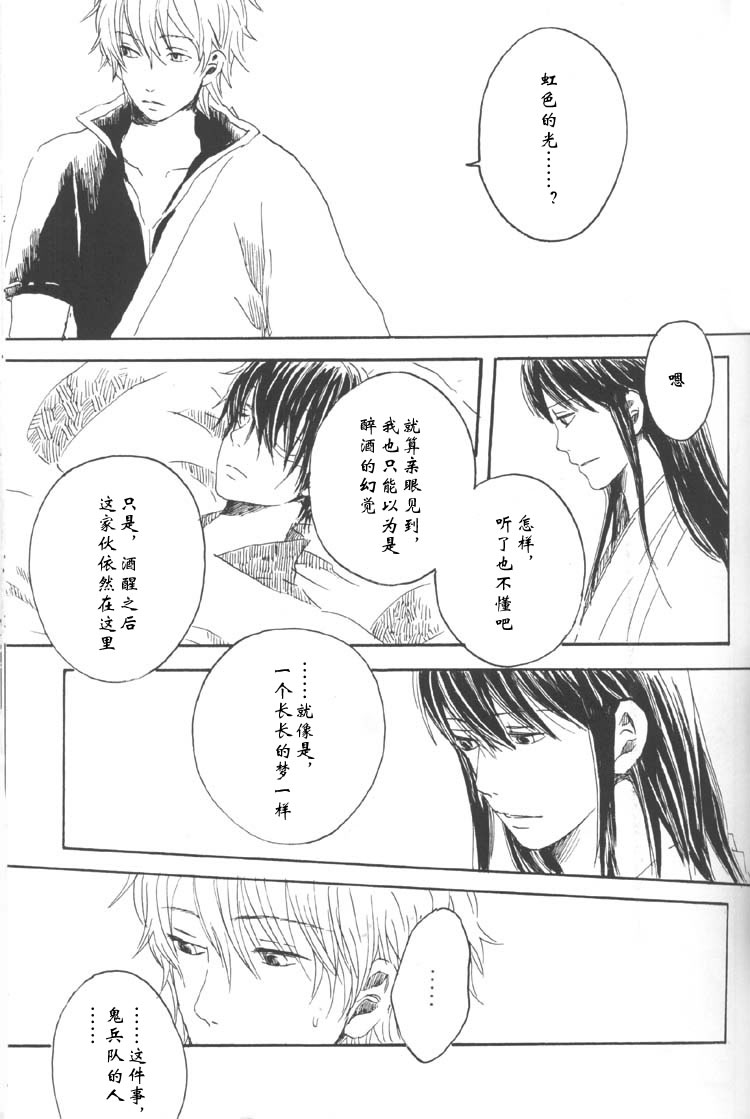 虹色的光……?
嗯
怎样，
听了也不懂吧
就算亲眼见到，
我也只能以为是
醉酒的幻觉
只是，酒醒之后
这家伙依然在这里
……就像是，
一个长长的梦一样
……
……这件事，
鬼兵队的人
……